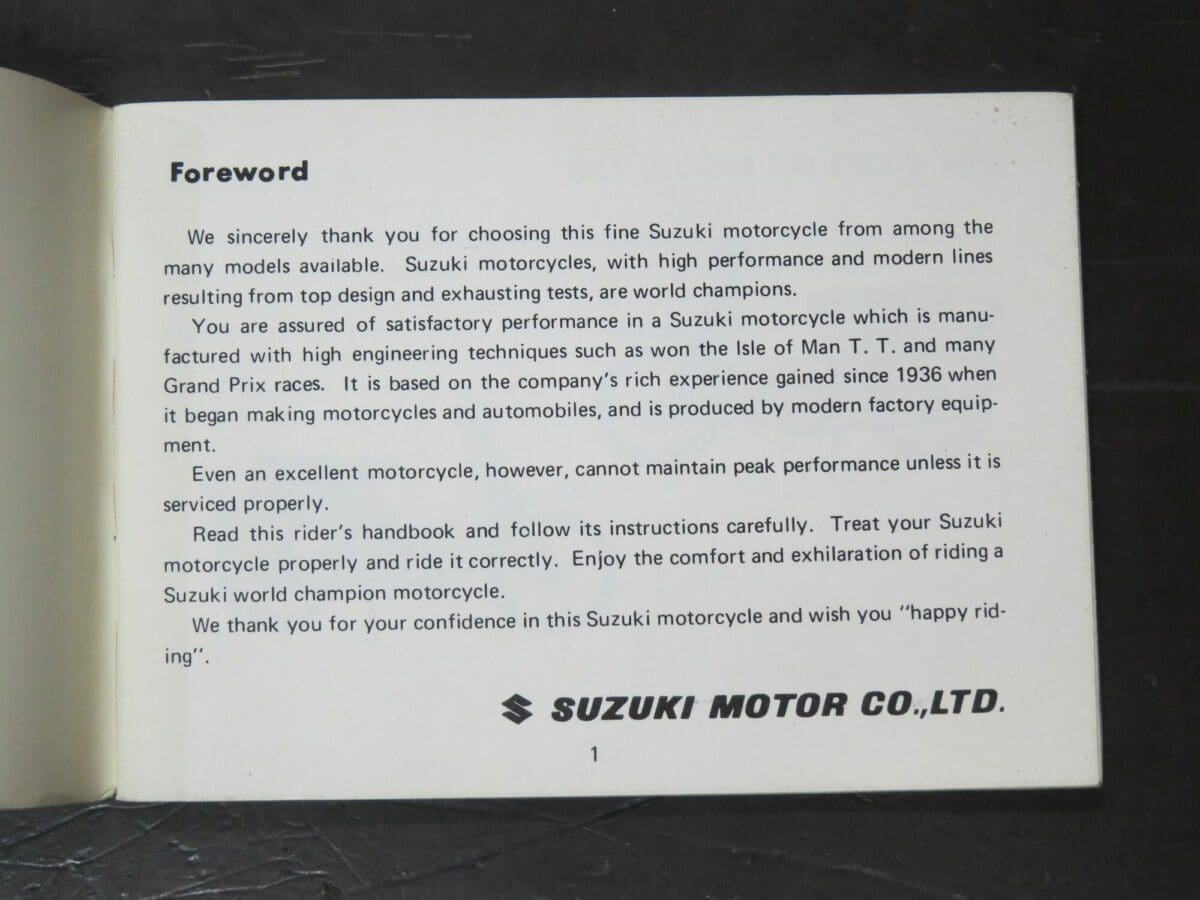 Foreword
We sincerely thank you for choosing this fine Suzuki motorcycle from among the
many models available. Suzuki motorcycles, with high performance and modern lines
resulting from top design and exhausting tests, are world champions.
You are assured of satisfactory performance in a Suzuki motorcycle which is manu-
factured with high engineering techniques such as won the Isle of Man T. T. and many
Grand Prix races. It is based on the company's rich experience gained since 1936 when
it began making motorcycles and automobiles, and is produced by modern factory equip-
ment.
Even an excellent motorcycle, however, cannot maintain peak performance unless it is
serviced properly.
Read this rider's handbook and follow its instructions carefully. Treat your Suzuki
motorcycle properly and ride it correctly. Enjoy the comfort and exhilaration of riding a
Suzuki world champion motorcycle.
We thank you for your confidence in this Suzuki motorcycle and wish you "happy rid-
ing".
SUZUKI MOTOR CO.,LTD.
1